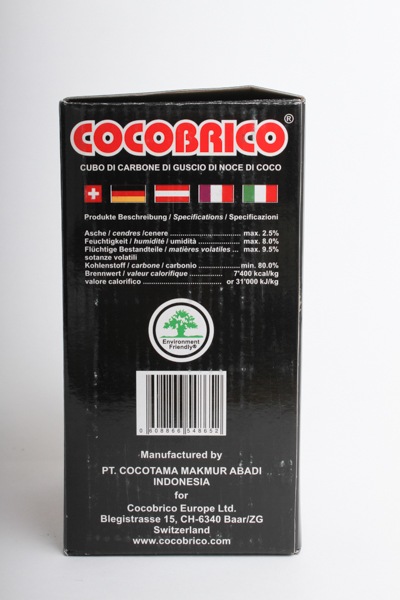 COCOBRICO®
CUBO DI CARBONE DI GUSCIO DI NOCE DI COCO
Produkte Beschreibung / Specifications / Specificazioni
Asche / cendres /cenere ................................ max. 2.5%
Feuchtigkeit / humidité / umidità .................. max. 8.0%
Flüchtige Bestandteile / matières volatiles ... max. 9.5%
sotanze volatili
Kohlenstoff / carbone / carbonio ................. min. 80.0%
Brennwert / valeur calorifique ................... 7'400 kcal/kg
valore calorifico ............................ or 31'000 kJ/kg
Environment
Friendly®
0 608866 548652
Manufactured by
PT. COCOTAMA MAKMUR ABADI
INDONESIA
for
Cocobrico Europe Ltd.
Blegistrasse 15, CH-6340 Baar/ZG
Switzerland
www.cocobrico.com